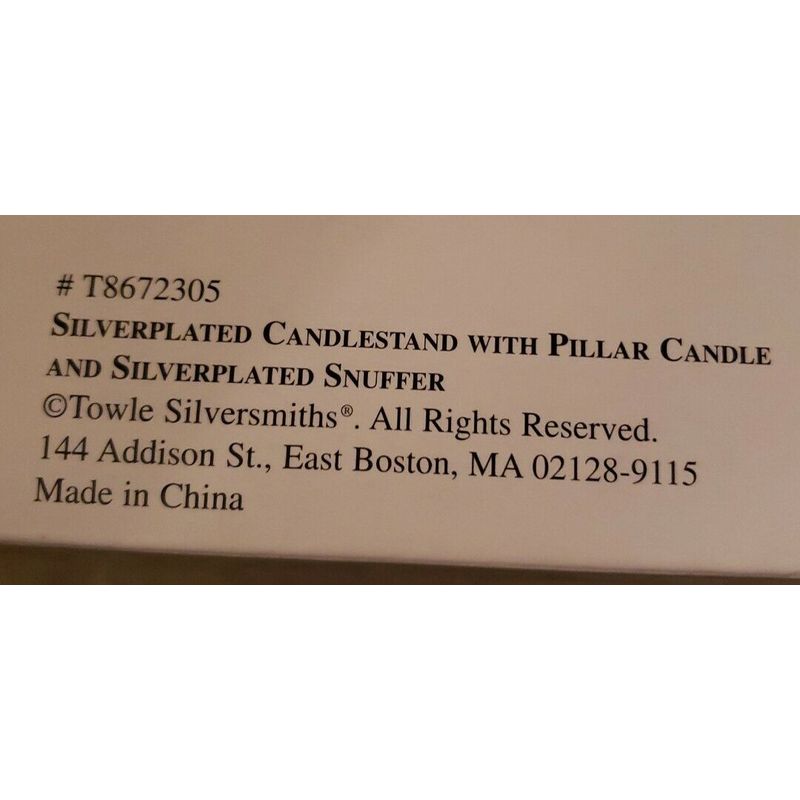 # T8672305
SILVERPLATED CANDLESTAND WITH PILLAR CANDLE
AND SILVERPLATED SNUFFER
©Towle Silversmiths®. All Rights Reserved.
144 Addison St., East Boston, MA 02128-9115
Made in China